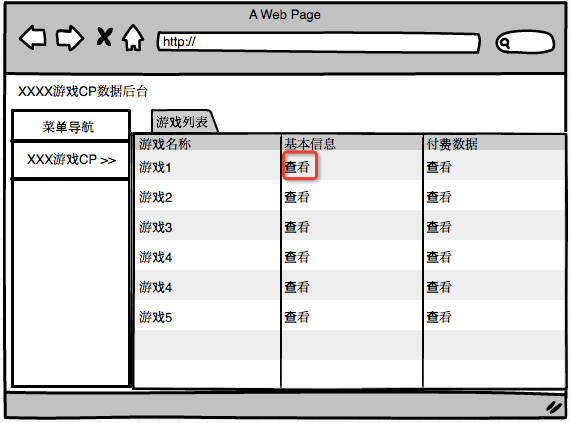 A Web Page
http://
XXXX游戏CP数据后台
菜单导航
XXX游戏CP >>
游戏列表
游戏名称 基本信息 付费数据
游戏1 查看 查看
游戏2 查看 查看
游戏3 查看 查看
游戏4 查看 查看
游戏4 查看 查看
游戏5 查看 查看